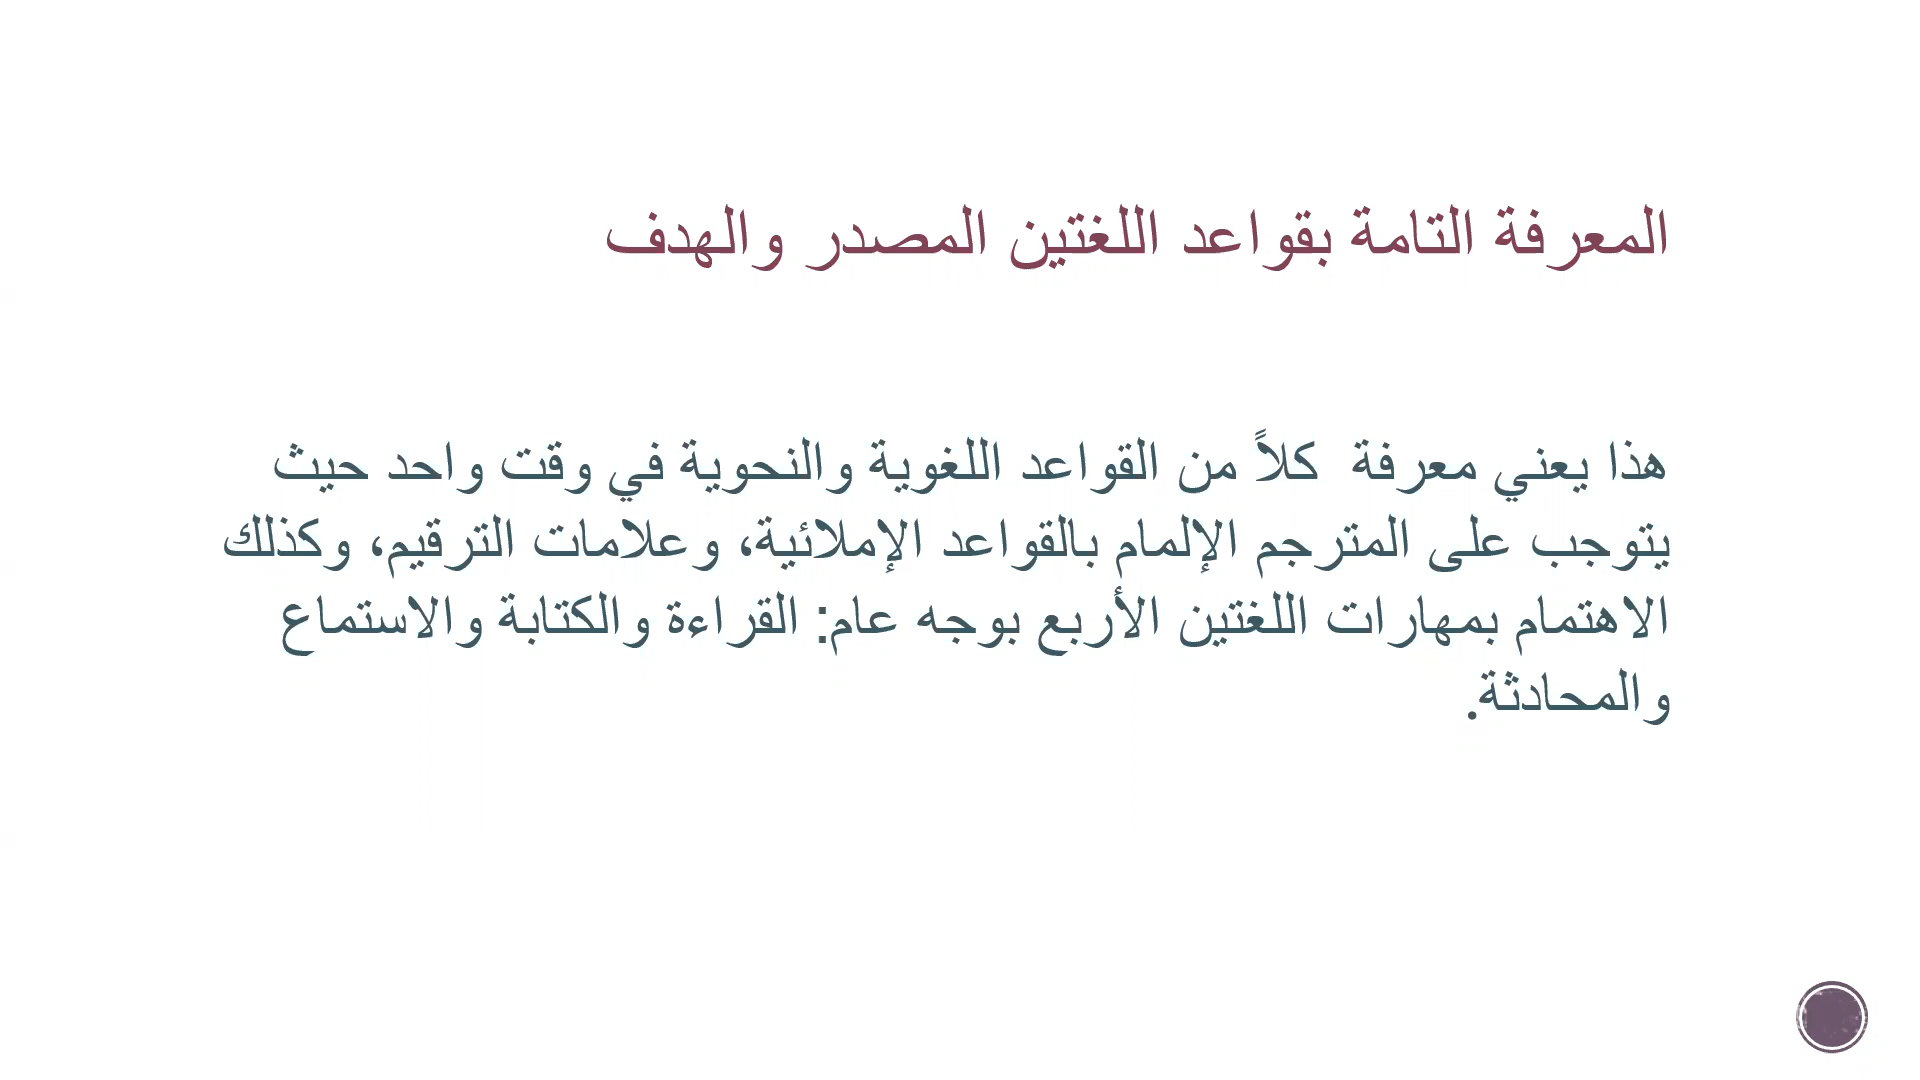 المعرفة التامة بقواعد اللغتين المصدر والهدف
هذا يعني معرفة  كلاً من القواعد اللغوية والنحوية في وقت واحد حيث
يتوجب على المترجم الإلمام بالقواعد الإملائية، وعلامات الترقيم، وكذلك
الاهتمام بمهارات اللغتين الأربع بوجه عام: القراءة والكتابة والاستماع
والمحادثة.